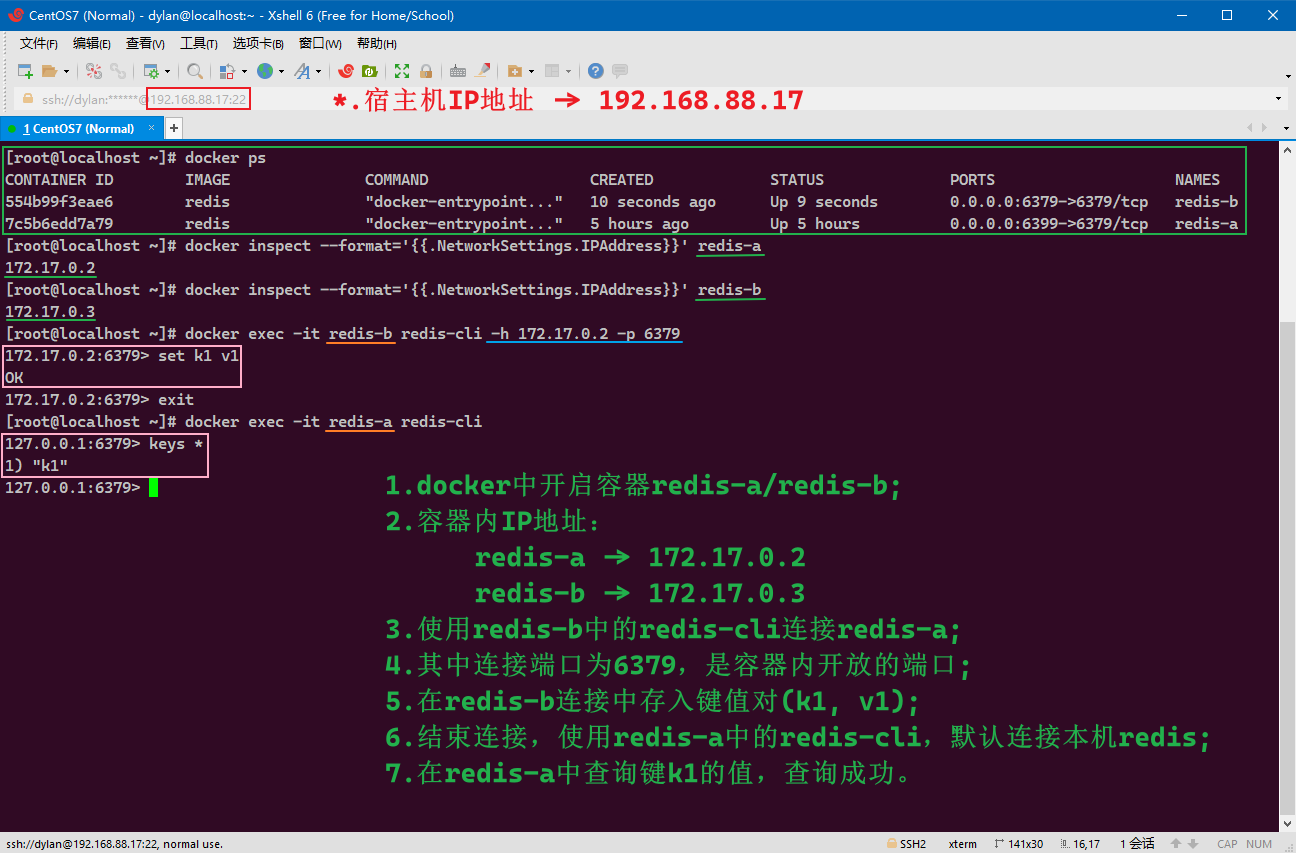 CentOS7 (Normal) - dylan@localhost:~ - Xshell 6 (Free for Home/School)
文件(F) 编辑(E) 查看(V) 工具(T) 选项卡(B) 窗口(W) 帮助(H)
ssh://dylan:******@192.168.88.17:22
*.宿主机IP地址 → 192.168.88.17
1 CentOS7 (Normal) × +
[root@localhost ~]# docker ps
CONTAINER ID IMAGE COMMAND CREATED STATUS PORTS NAMES
554b99f3eae6 redis "docker-entrypoint..." 10 seconds ago Up 9 seconds 0.0.0.0:6379->6379/tcp redis-b
7c5b6edd7a79 redis "docker-entrypoint..." 5 hours ago Up 5 hours 0.0.0.0:6399->6379/tcp redis-a
[root@localhost ~]# docker inspect --format='{{.NetworkSettings.IPAddress}}' redis-a
172.17.0.2
[root@localhost ~]# docker inspect --format='{{.NetworkSettings.IPAddress}}' redis-b
172.17.0.3
[root@localhost ~]# docker exec -it redis-b redis-cli -h 172.17.0.2 -p 6379
172.17.0.2:6379> set k1 v1
OK
172.17.0.2:6379> exit
[root@localhost ~]# docker exec -it redis-a redis-cli
127.0.0.1:6379> keys *
1) "k1"
127.0.0.1:6379>
1.docker中开启容器redis-a/redis-b;
2.容器内IP地址:
redis-a → 172.17.0.2
redis-b → 172.17.0.3
3.使用redis-b中的redis-cli连接redis-a;
4.其中连接端口为6379，是容器内开放的端口;
5.在redis-b连接中存入键值对(k1, v1);
6.结束连接，使用redis-a中的redis-cli，默认连接本机redis;
7.在redis-a中查询键k1的值，查询成功。
ssh://dylan@192.168.88.17:22, normal use. SSH2 xterm 141x30 16,17 1 会话 CAP NUM